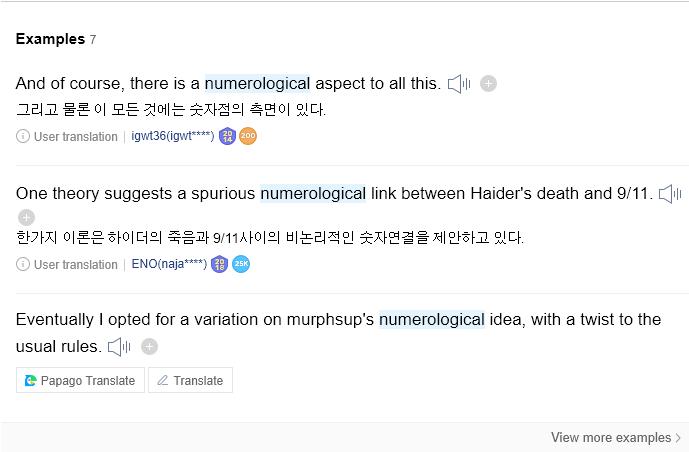 Examples 7
And of course, there is a numerological aspect to all this.
그리고 물론 이 모든 것에는 숫자점의 측면이 있다.
User translation | igwt36(igwt****) 2014 200
One theory suggests a spurious numerological link between Haider's death and 9/11.
한가지 이론은 하이더의 죽음과 9/11사이의 비논리적인 숫자연결을 제안하고 있다.
User translation | ENO(naja****) 2018 25K
Eventually I opted for a variation on murphsup's numerological idea, with a twist to the
usual rules.
Papago Translate Translate
View more examples